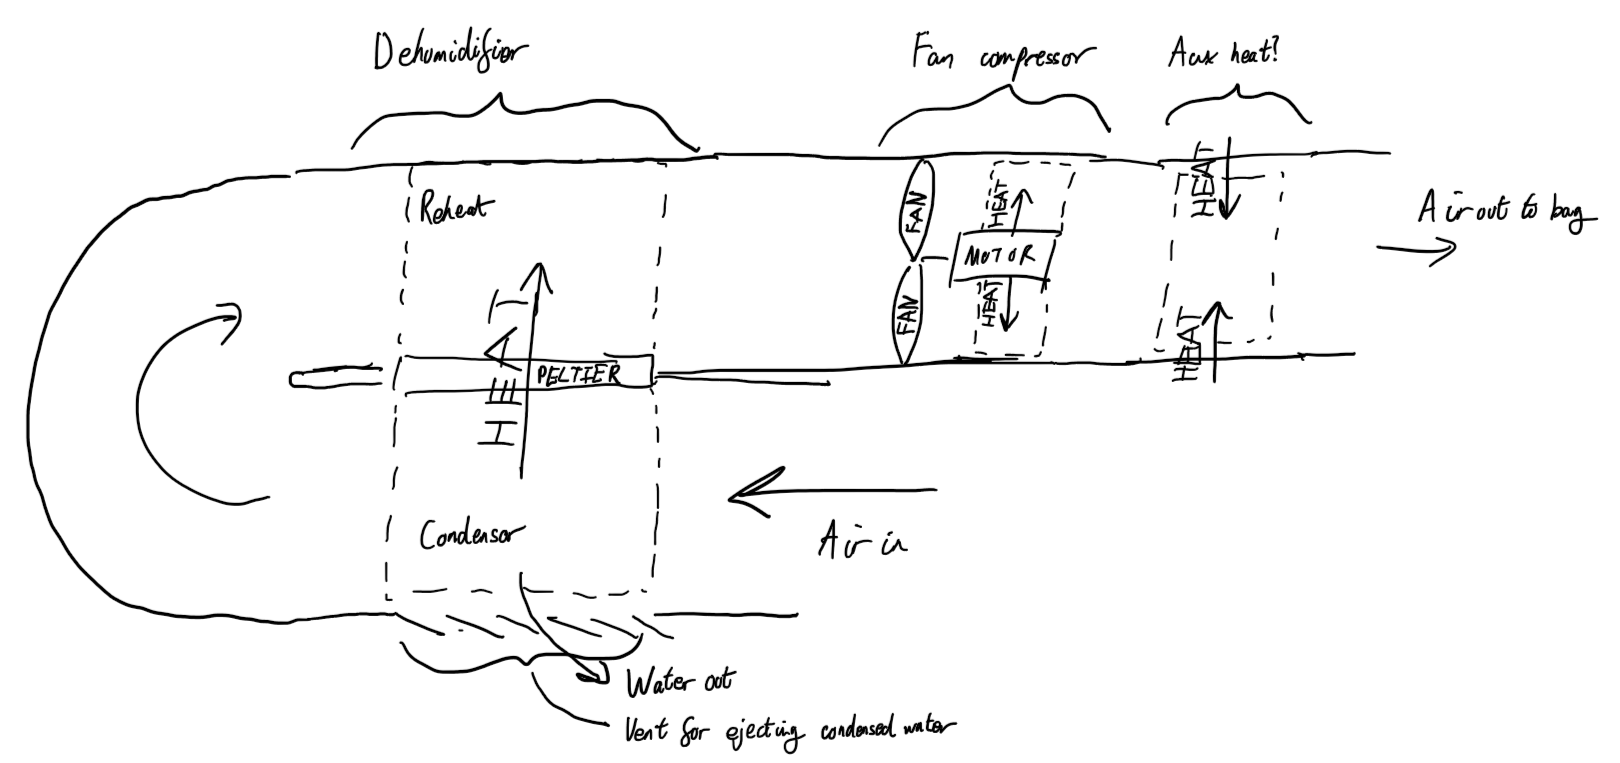 Dehumidifier
Fan compressor
Aux heat?
Reheat
HEAT
PELTIER
FAN
FAN
HEAT
MOTOR
HEAT
HEAT
HEAT
Air out to bag
Condensor
Air in
Water out
Vent for ejecting condensed water